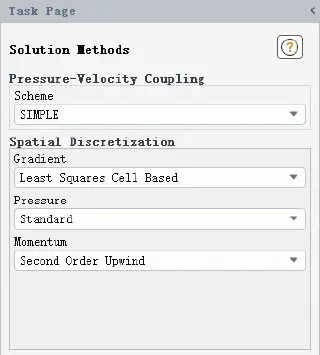 Task Page
Solution Methods
Pressure-Velocity Coupling
Scheme
SIMPLE
Spatial Discretization
Gradient
Least Squares Cell Based
Pressure
Standard
Momentum
Second Order Upwind